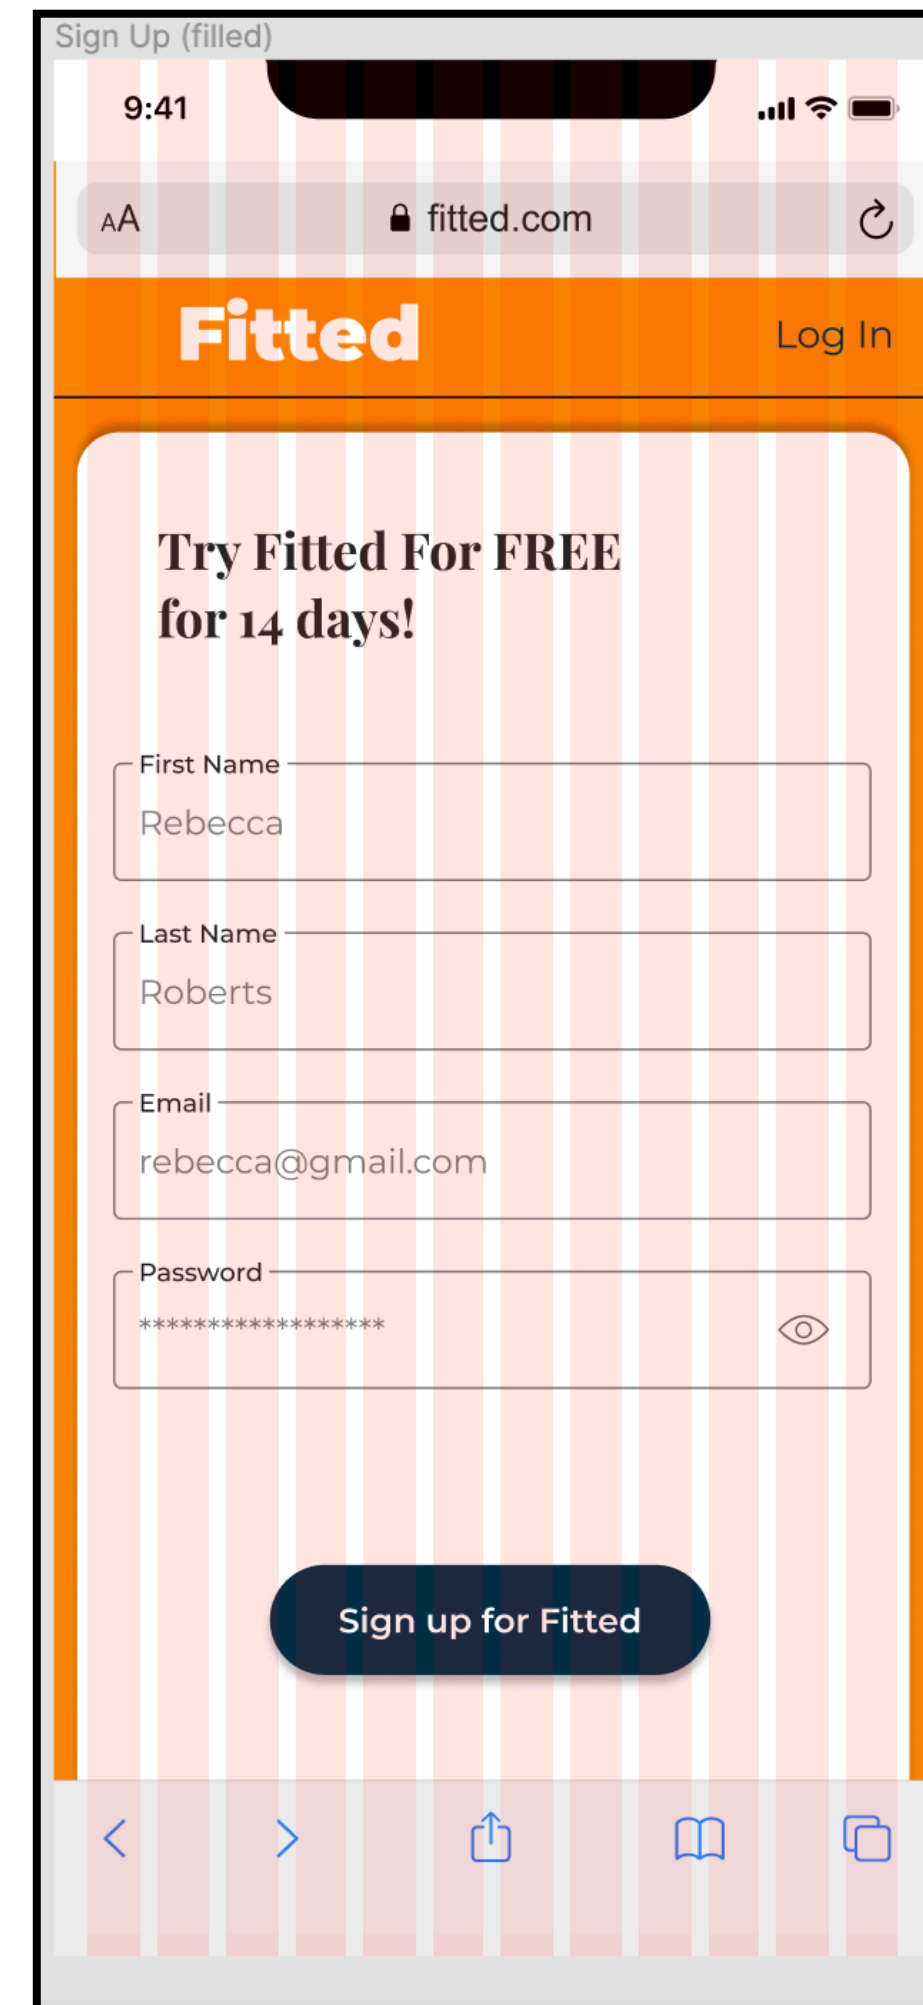 Sign Up (filled)
9:41
AA fitted.com
Fitted Log In
Try Fitted For FREE
for 14 days!
First Name
Rebecca
Last Name
Roberts
Email
rebecca@gmail.com
Password
******************
Sign up for Fitted